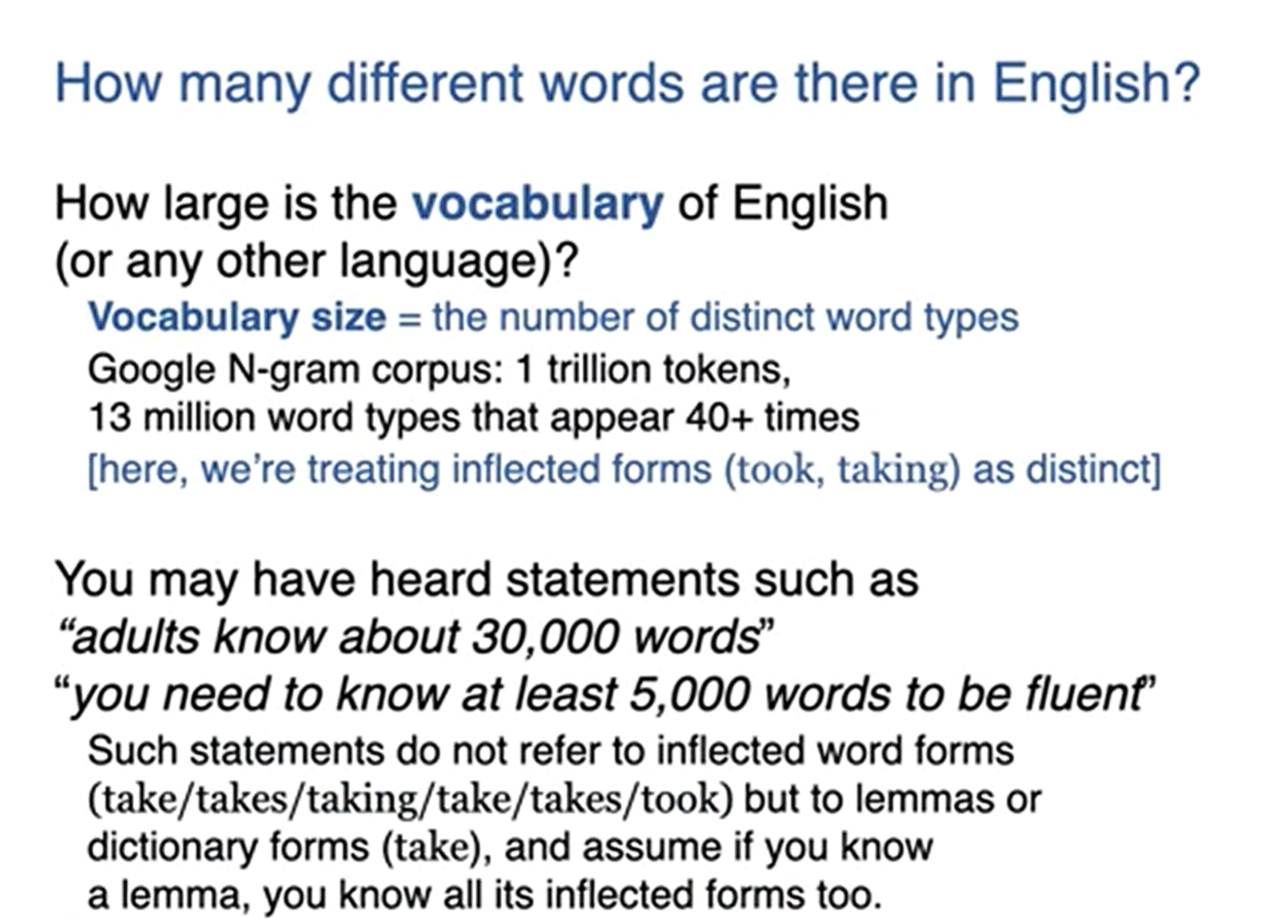 How many different words are there in English?
How large is the vocabulary of English
(or any other language)?
Vocabulary size = the number of distinct word types
Google N-gram corpus: 1 trillion tokens,
13 million word types that appear 40+ times
[here, we’re treating inflected forms (took, taking) as distinct]
You may have heard statements such as
“adults know about 30,000 words”
“you need to know at least 5,000 words to be fluent”
Such statements do not refer to inflected word forms
(take/takes/taking/take/takes/took) but to lemmas or
dictionary forms (take), and assume if you know
a lemma, you know all its inflected forms too.